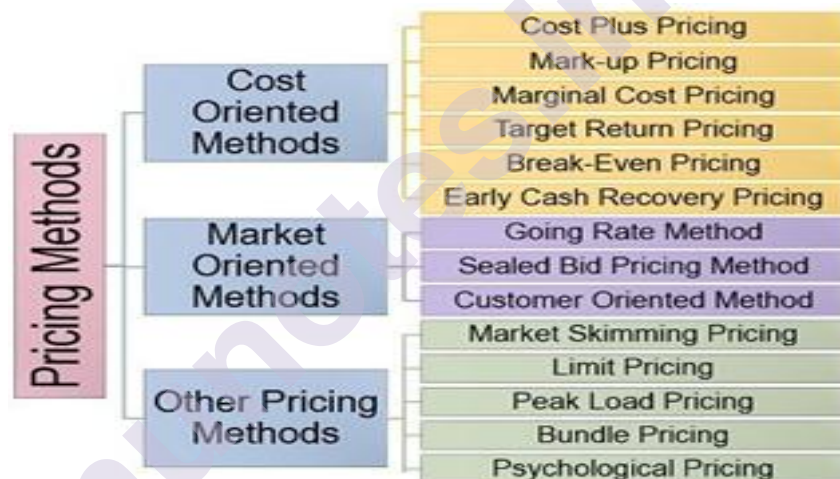 Pricing Methods
Cost
Oriented
Methods
Cost Plus Pricing
Mark-up Pricing
Marginal Cost Pricing
Target Return Pricing
Break-Even Pricing
Early Cash Recovery Pricing
Market
Oriented
Methods
Going Rate Method
Sealed Bid Pricing Method
Customer Oriented Method
Other Pricing
Methods
Market Skimming Pricing
Limit Pricing
Peak Load Pricing
Bundle Pricing
Psychological Pricing